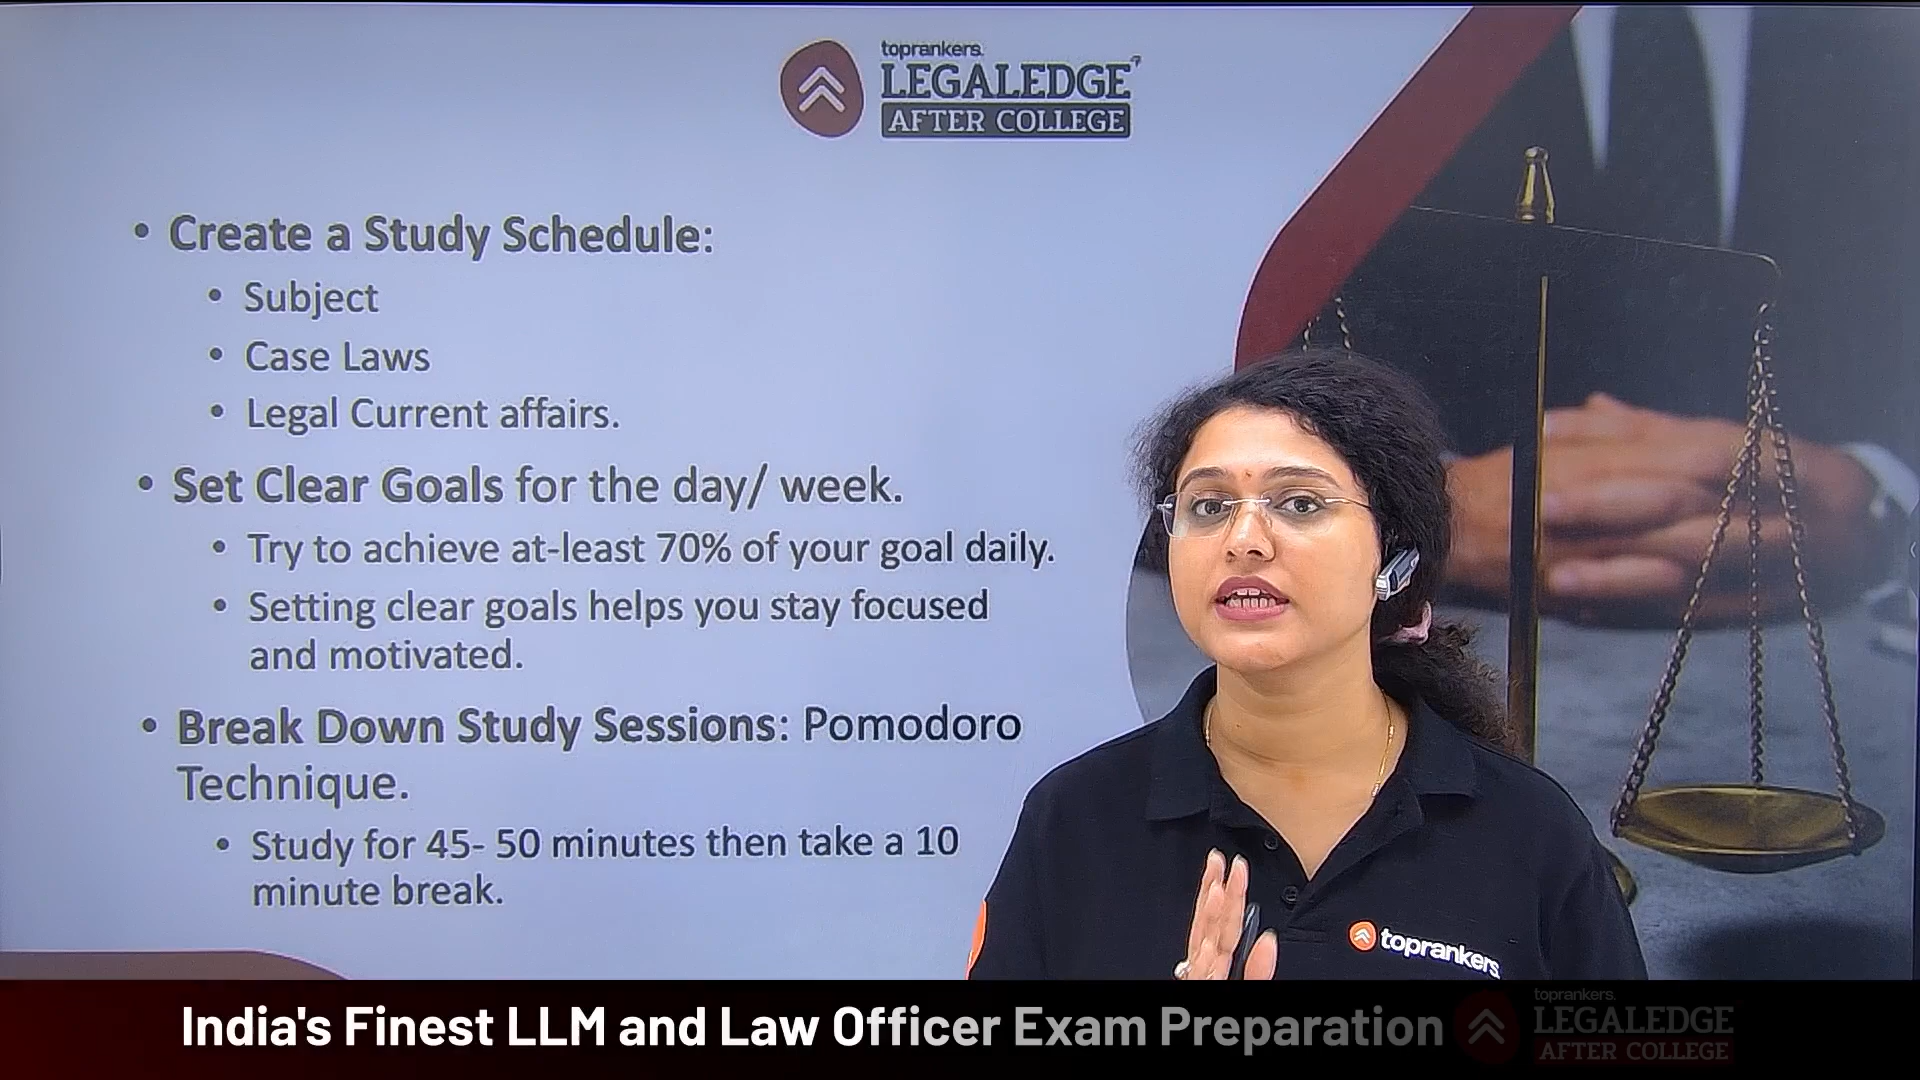 toprankers.
LEGALEDGE
AFTER COLLEGE
• Create a Study Schedule:
• Subject
• Case Laws
• Legal Current affairs.
• Set Clear Goals for the day/ week.
• Try to achieve at-least 70% of your goal daily.
• Setting clear goals helps you stay focused
and motivated.
• Break Down Study Sessions: Pomodoro
Technique.
• Study for 45- 50 minutes then take a 10
minute break.
toprankers
India's Finest LLM and Law Officer Exam Preparation
toprankers.
LEGALEDGE
AFTER COLLEGE